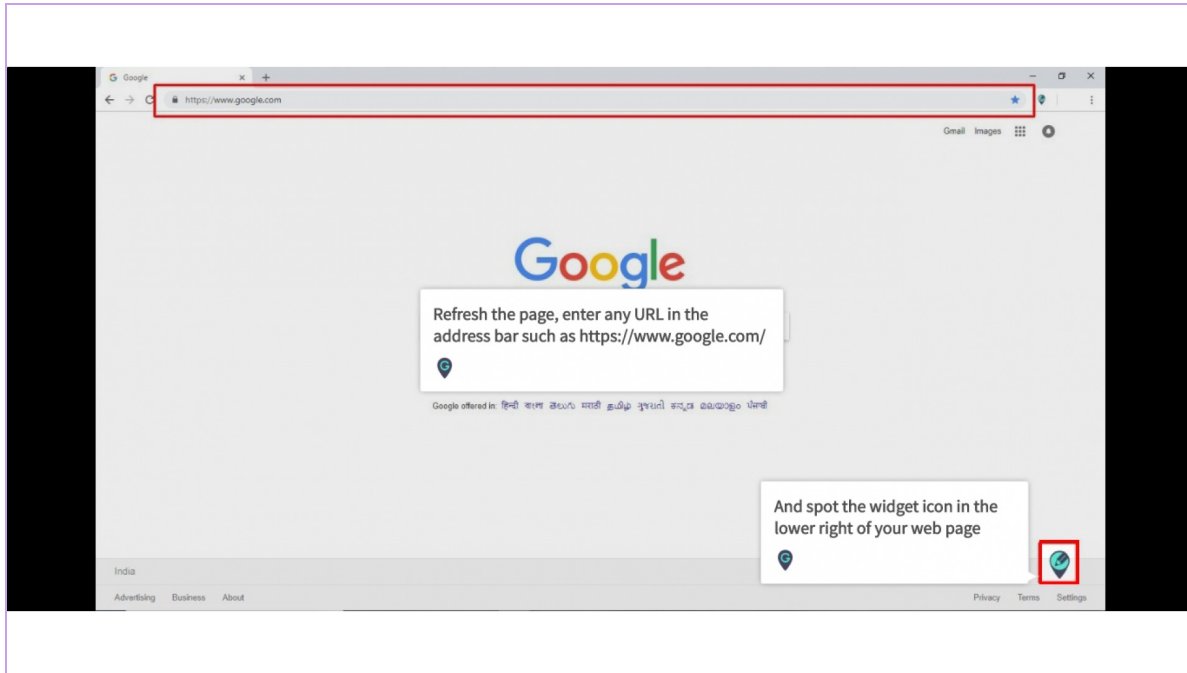 Google
https://www.google.com
Gmail Images
Google
Refresh the page, enter any URL in the
address bar such as https://www.google.com/
G
Google offered in: हिन्दी বাংলা తెలుగు मराठी தமிழ் ગુજરાતી ಕನ್ನಡ മലയാളം ਪੰਜਾਬੀ
And spot the widget icon in the
lower right of your web page
G
India
Advertising Business About
Privacy Terms Settings